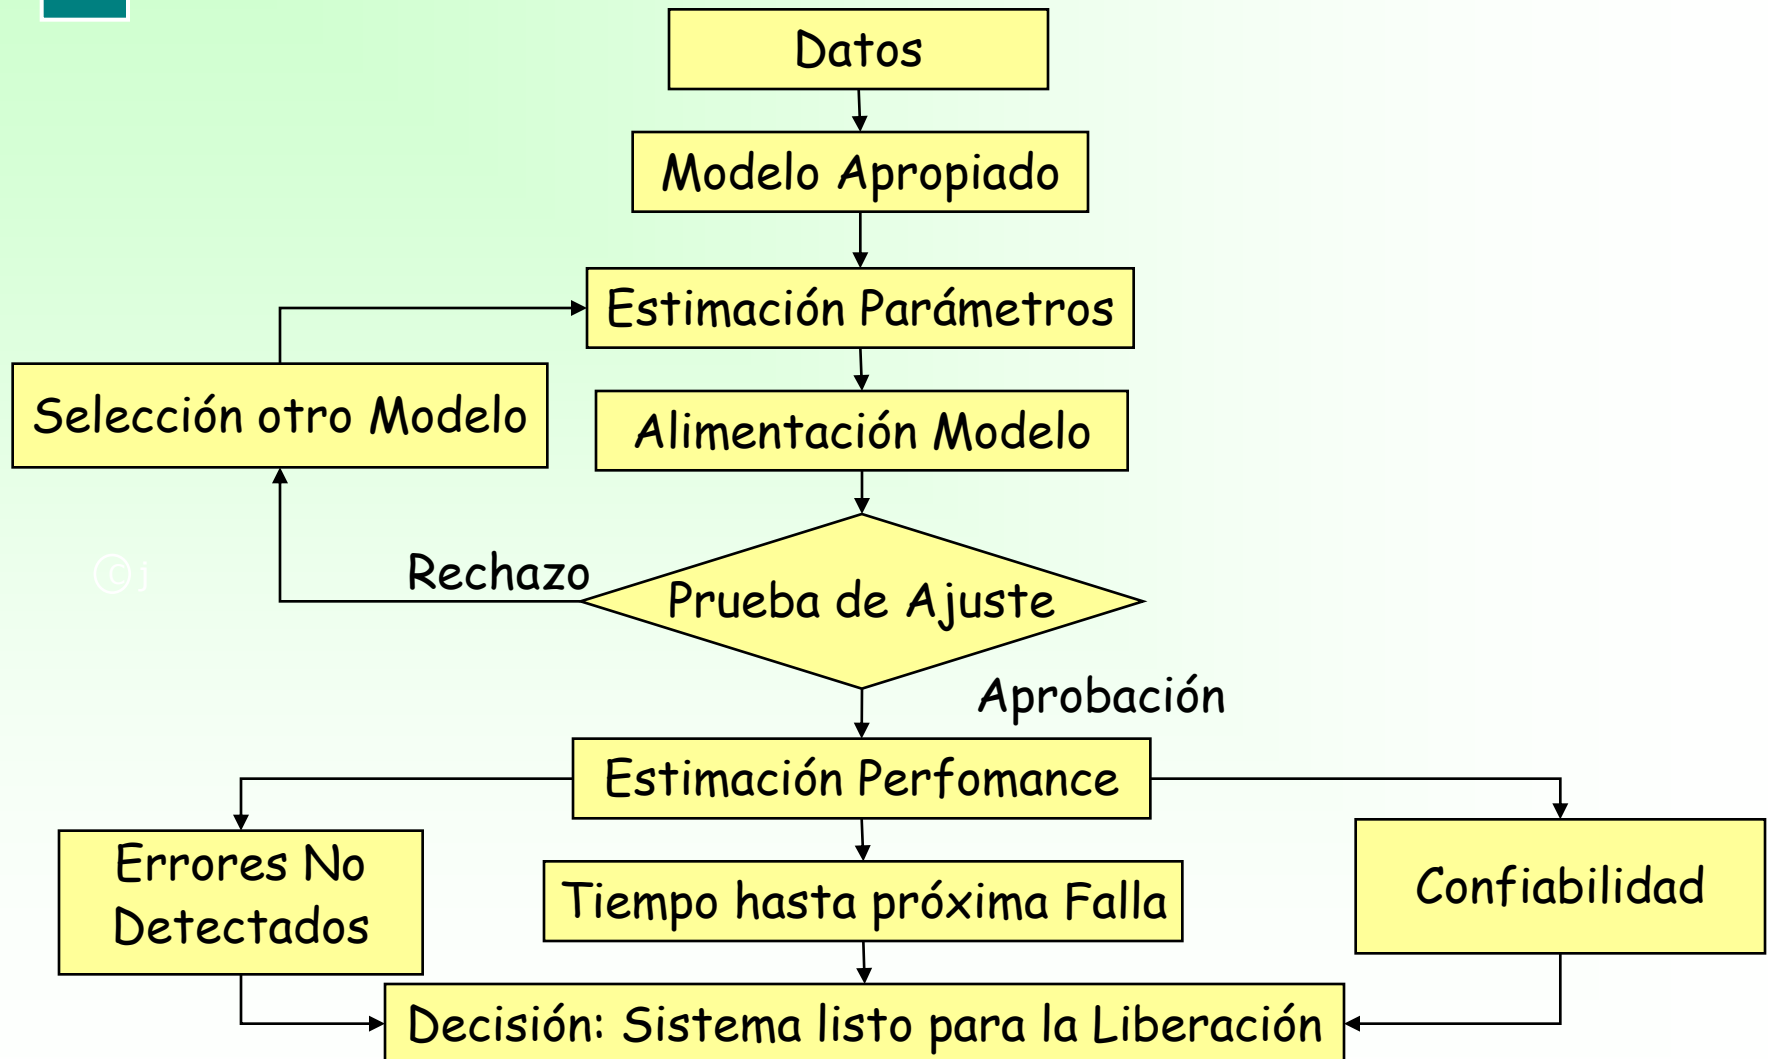 Datos
Modelo Apropiado
Estimación Parámetros
Selección otro Modelo
Alimentación Modelo
© j
Rechazo
Prueba de Ajuste
Aprobación
Estimación Perfomance
Errores No
Detectados
Tiempo hasta próxima Falla
Confiabilidad
Decisión: Sistema listo para la Liberación